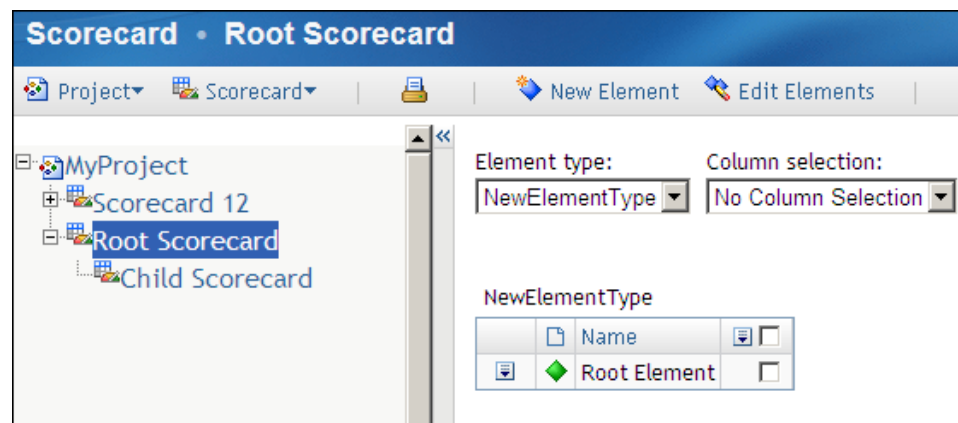 Scorecard • Root Scorecard
Project Scorecard New Element Edit Elements
MyProject
Scorecard 12
Root Scorecard
Child Scorecard
Element type: Column selection:
NewElementType No Column Selection
NewElementType
Name
Root Element